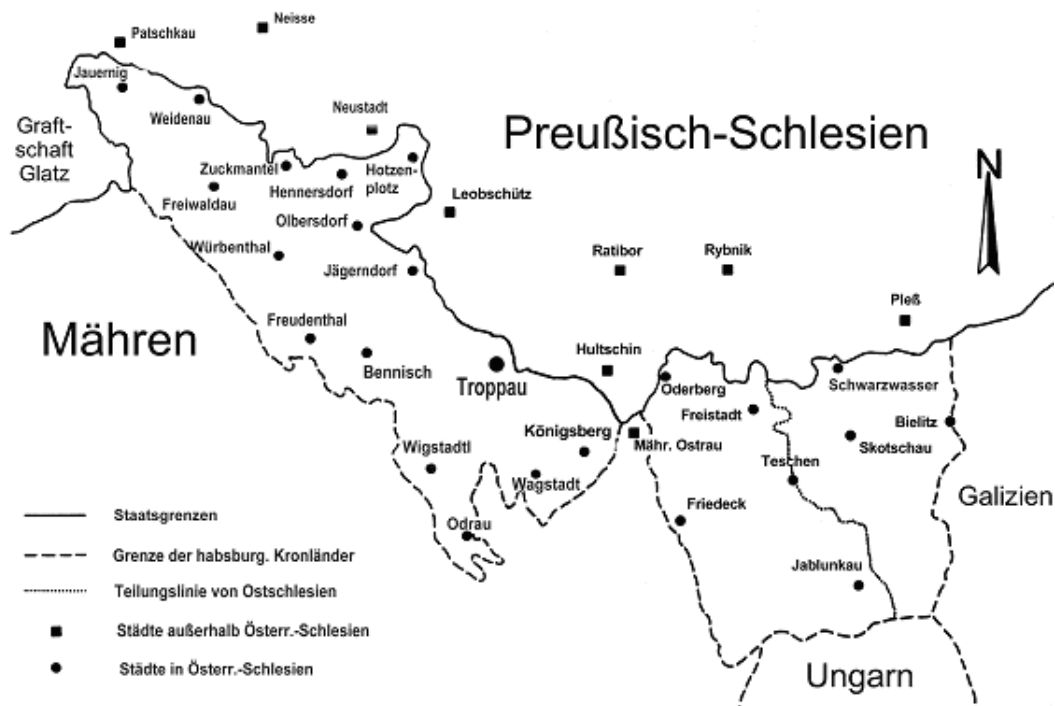 Neisse
Patschkau
Jauernig
Weidenau
Neustadt
Preußisch-Schlesien
Graft-
schaft
Glatz
Zuckmantel
Hennersdorf
Hotzen-
plotz
Freiwaldau
Leobschütz
Olbersdorf
N
Würbenthal
Jägerndorf
Ratibor
Rybnik
Pleß
Mähren
Freudenthal
Bennisch
Troppau
Hultschin
Oderberg
Schwarzwasser
Freistadt
Bielitz
Königsberg
Mähr. Ostrau
Skotschau
Wigstadtl
Wagstadt
Teschen
Galizien
Friedeck
Odrau
Jablunkau
Ungarn
Staatsgrenzen
Grenze der habsburg. Kronländer
Teilungslinie von Ostschlesien
Städte außerhalb Österr.-Schlesien
Städte in Österr.-Schlesien